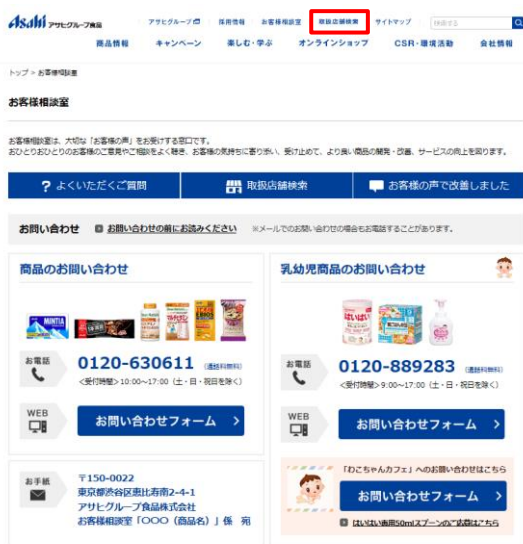 Asahi アサヒグループ食品
アサヒグループ 採用情報 お客様相談室 取扱店舗検索 サイトマップ 検索する
商品情報 キャンペーン 楽しむ・学ぶ オンラインショップ CSR・環境活動 会社情報
トップ > お客様相談室
お客様相談室
お客様相談室は、大切な「お客様の声」をお受けする窓口です。
おひとりおひとりのお客様のご意見やご相談をよく聴き、お客様の気持ちに寄り添い、受け止めて、より良い商品の開発・改善、サービスの向上を図ります。
? よくいただくご質問 取扱店舗検索 お客様の声で改善しました
お問い合わせ お問い合わせの前にお読みください ※メールでのお問い合わせの場合もお電話することがあります。
商品のお問い合わせ
MINTIA
お電話
0120-630611 (通話料無料)
<受付時間>10:00~17:00(土・日・祝日を除く)
WEB
お問い合わせフォーム >
お手紙
〒150-0022
東京都渋谷区恵比寿南2-4-1
アサヒグループ食品株式会社
お客様相談室「○○○(商品名)」係 宛
乳幼児商品のお問い合わせ
はいはい
お電話
0120-889283 (通話料無料)
<受付時間>9:00~17:00(土・日・祝日を除く)
WEB
お問い合わせフォーム >
「わこちゃんカフェ」へのお問い合わせはこちら
お問い合わせフォーム >
はいはい専用50mlスプーンのご応募はこちら